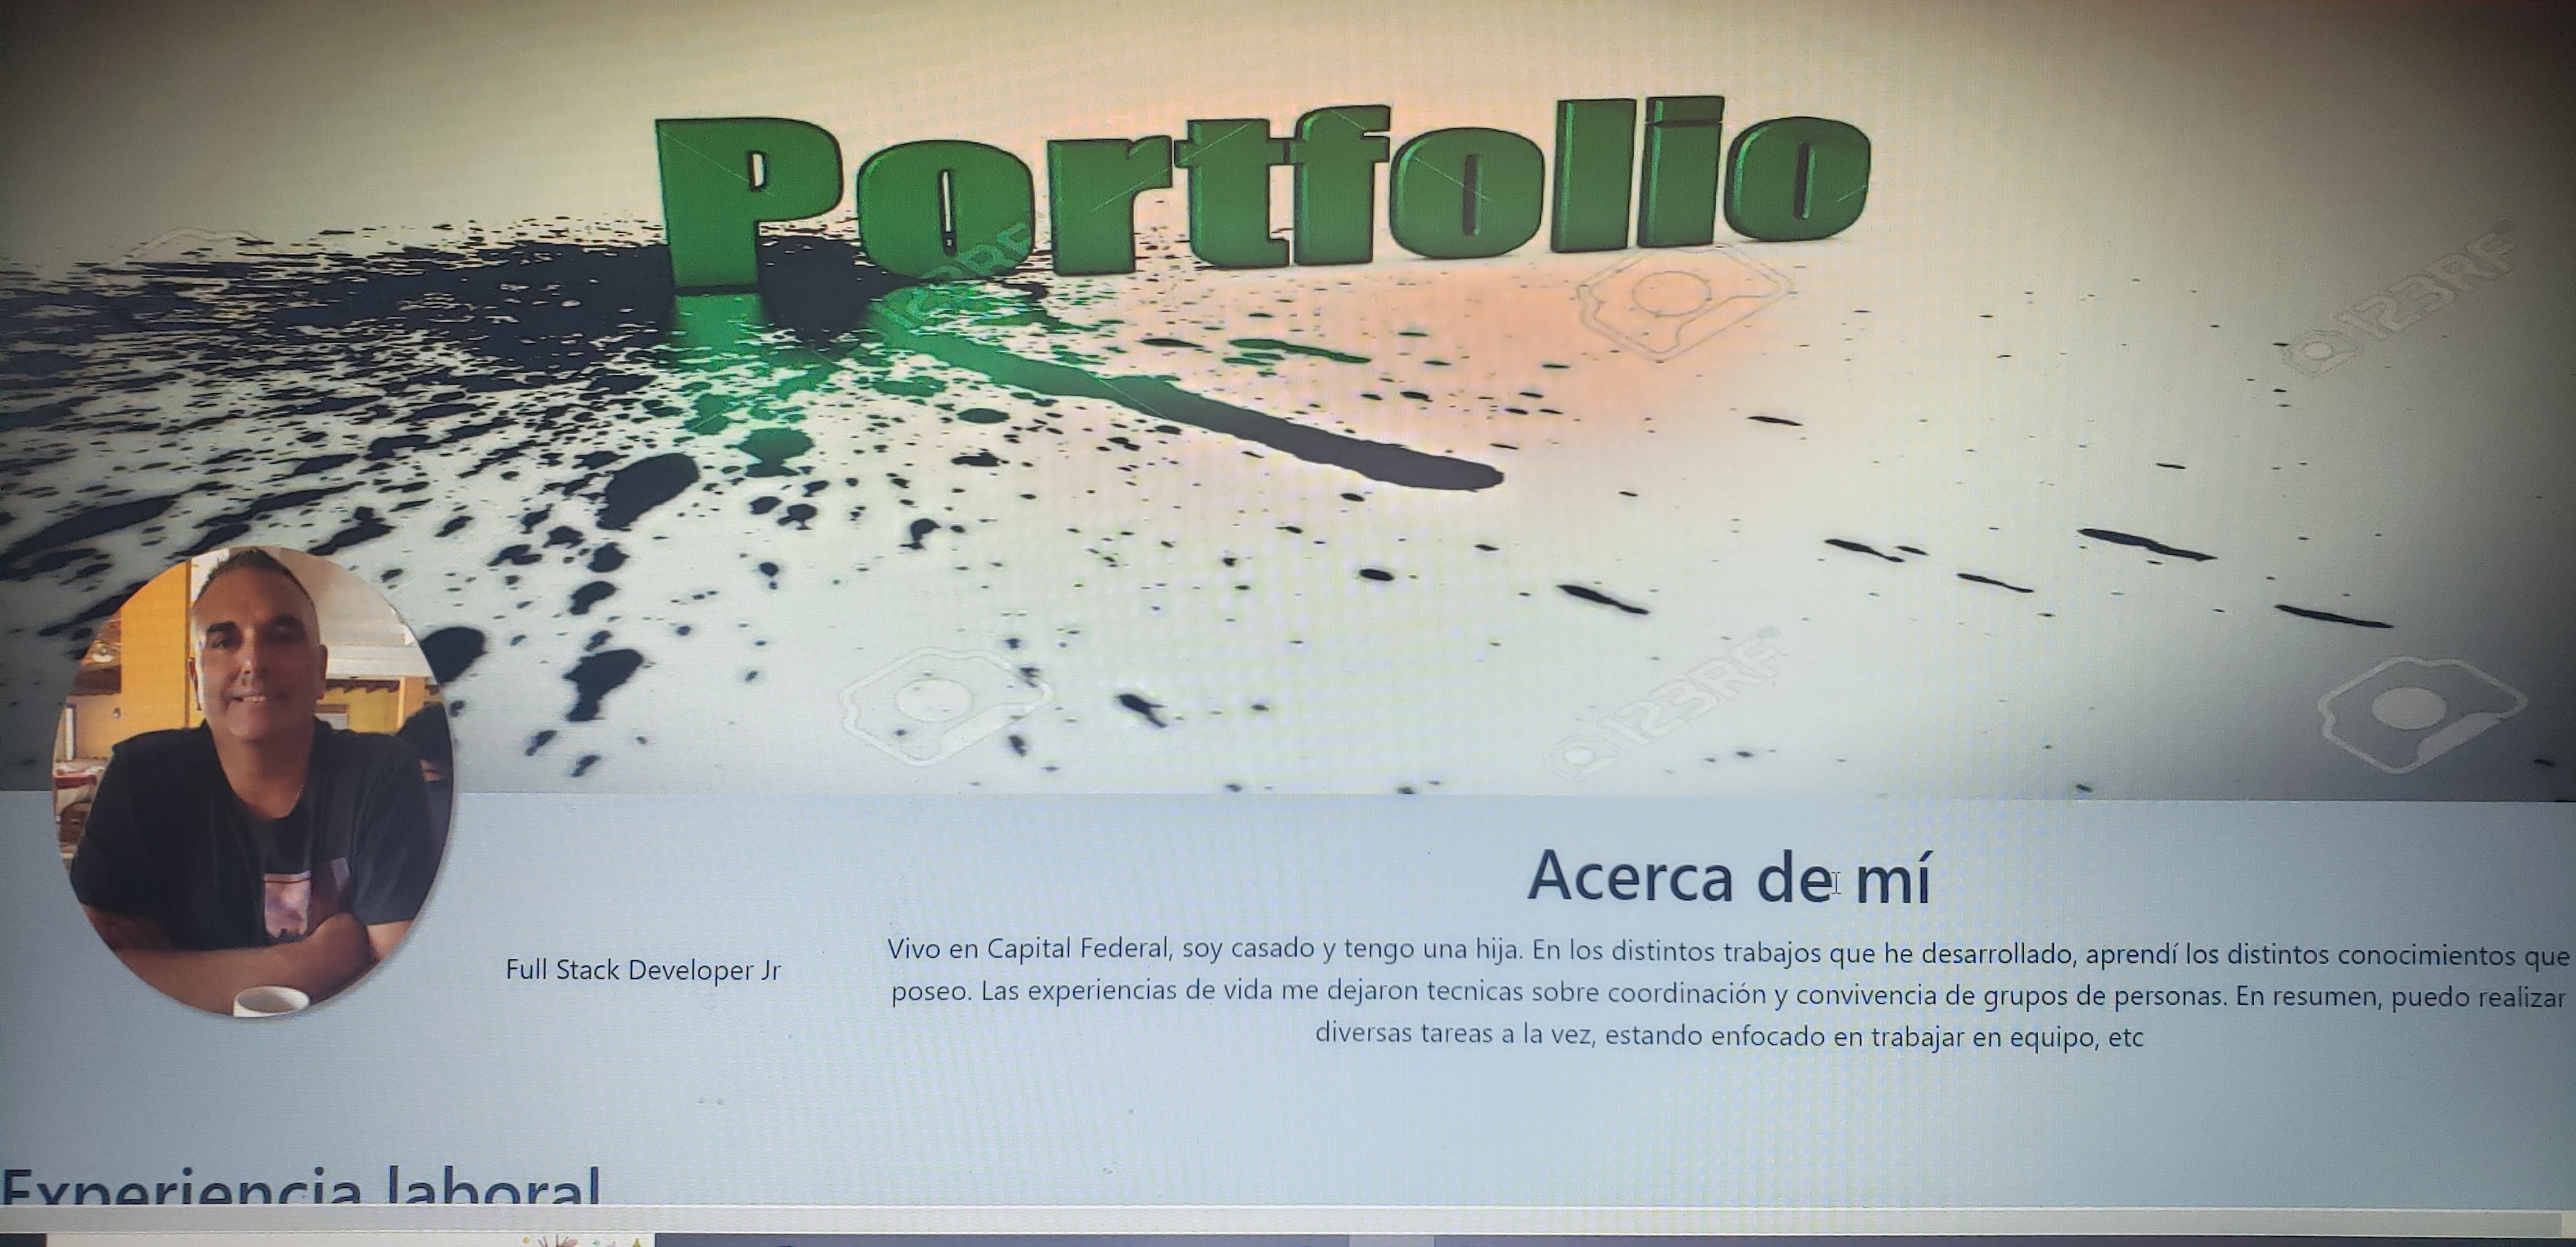 Portfolio
123RF
123RF
123RF
Acerca de mí
Full Stack Developer Jr
Vivo en Capital Federal, soy casado y tengo una hija. En los distintos trabajos que he desarrollado, aprendí los distintos conocimientos que
poseo. Las experiencias de vida me dejaron tecnicas sobre coordinación y convivencia de grupos de personas. En resumen, puedo realizar
diversas tareas a la vez, estando enfocado en trabajar en equipo, etc
Experiencia laboral